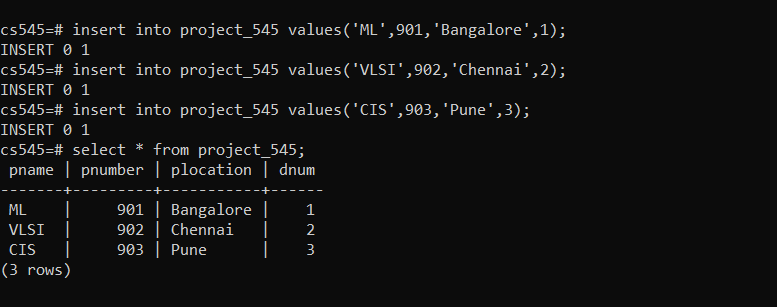 cs545=# insert into project_545 values('ML',901,'Bangalore',1);
INSERT 0 1
cs545=# insert into project_545 values('VLSI',902,'Chennai',2);
INSERT 0 1
cs545=# insert into project_545 values('CIS',903,'Pune',3);
INSERT 0 1
cs545=# select * from project_545;
 pname | pnumber | plocation | dnum
-------+---------+-----------+------
 ML    |     901 | Bangalore |    1
 VLSI  |     902 | Chennai   |    2
 CIS   |     903 | Pune      |    3
(3 rows)